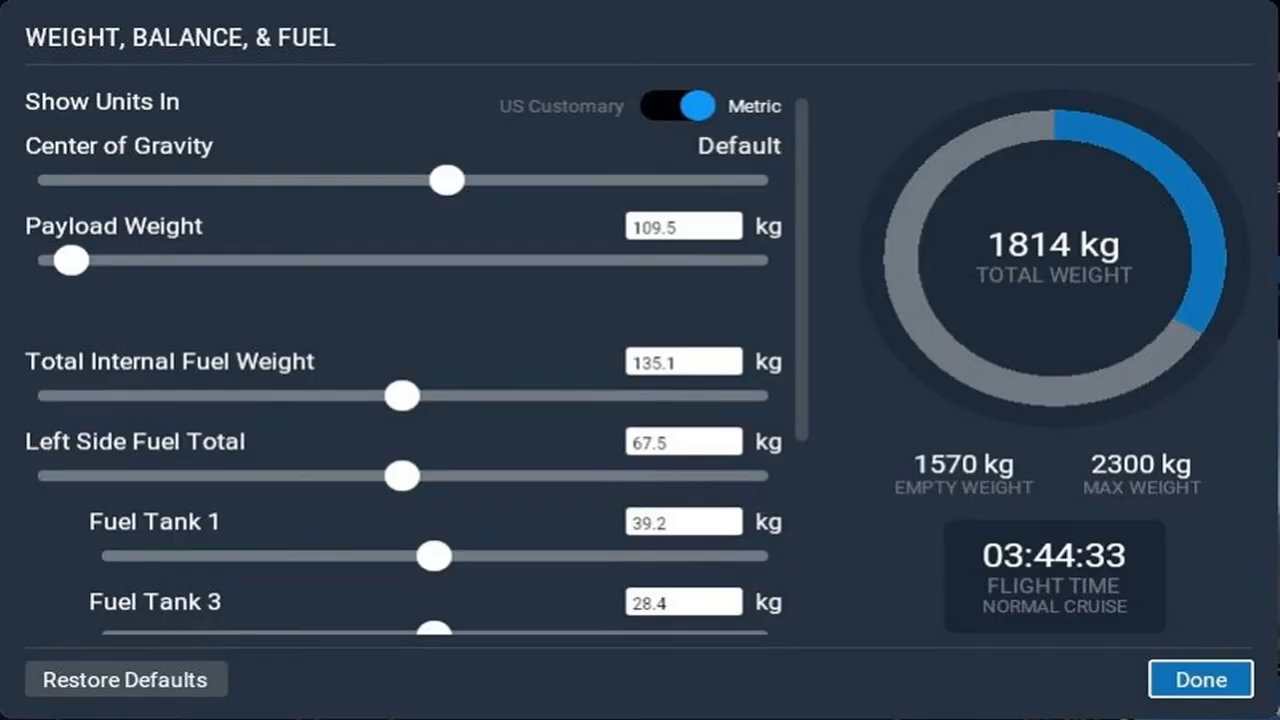 WEIGHT, BALANCE, & FUEL
Show Units In
US Customary
Metric
Center of Gravity
Default
Payload Weight
109.5
kg
Total Internal Fuel Weight
135.1
kg
Left Side Fuel Total
67.5
kg
Fuel Tank 1
39.2
kg
Fuel Tank 3
28.4
kg
1814 kg
TOTAL WEIGHT
1570 kg
EMPTY WEIGHT
2300 kg
MAX WEIGHT
03:44:33
FLIGHT TIME
NORMAL CRUISE
Restore Defaults
Done